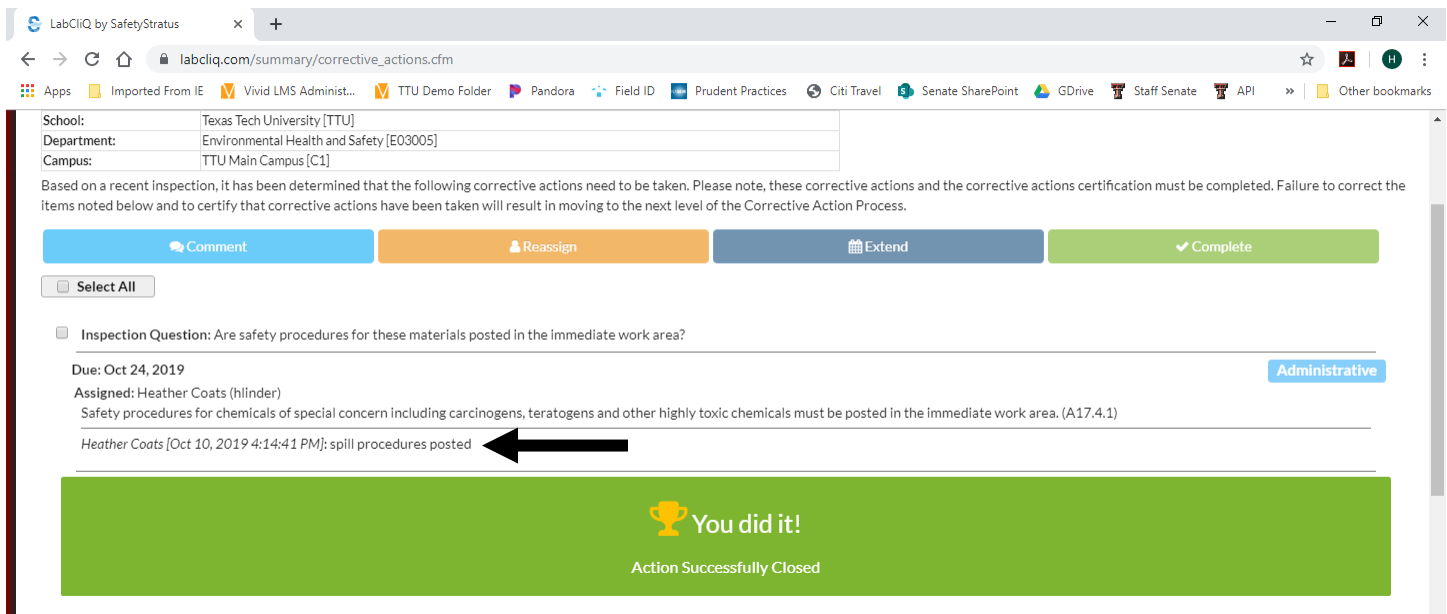 LabCliQ by SafetyStratus
labcliq.com/summary/corrective_actions.cfm
H
Apps Imported From IE Vivid LMS Administ... TTU Demo Folder Pandora Field ID Prudent Practices Citi Travel Senate SharePoint GDrive Staff Senate API » Other bookmarks
School: Texas Tech University [TTU]
Department: Environmental Health and Safety [E03005]
Campus: TTU Main Campus [C1]
Based on a recent inspection, it has been determined that the following corrective actions need to be taken. Please note, these corrective actions and the corrective actions certification must be completed. Failure to correct the
items noted below and to certify that corrective actions have been taken will result in moving to the next level of the Corrective Action Process.
Comment Reassign Extend Complete
Select All
Inspection Question: Are safety procedures for these materials posted in the immediate work area?
Due: Oct 24, 2019 Administrative
Assigned: Heather Coats (hlinder)
Safety procedures for chemicals of special concern including carcinogens, teratogens and other highly toxic chemicals must be posted in the immediate work area. (A17.4.1)
Heather Coats [Oct 10, 2019 4:14:41 PM]: spill procedures posted
You did it!
Action Successfully Closed